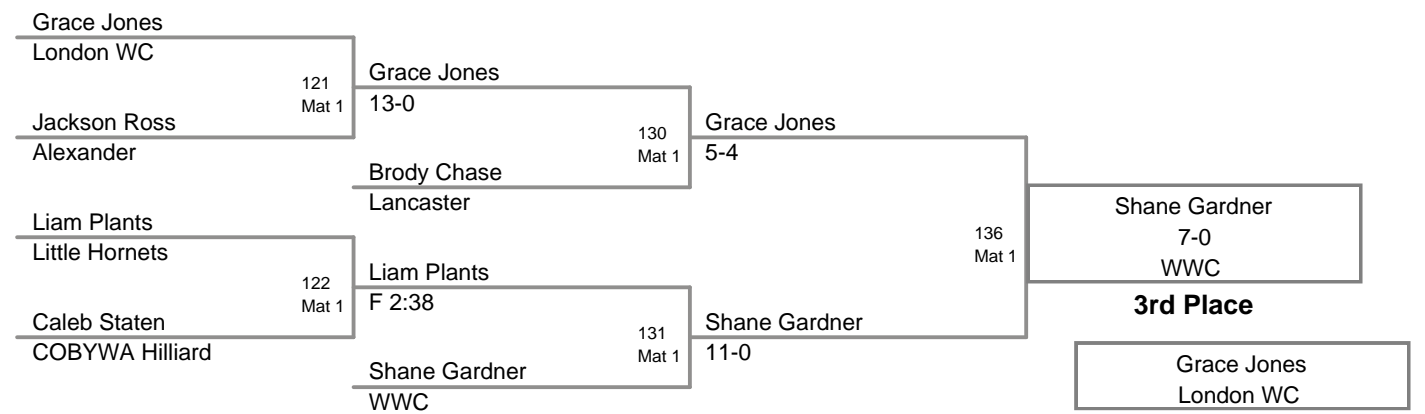 Grace Jones
London WC
121
Mat 1
Jackson Ross
Alexander
Grace Jones
13-0
Brody Chase
Lancaster
130
Mat 1
Grace Jones
5-4
Liam Plants
Little Hornets
122
Mat 1
Caleb Staten
COBYWA Hilliard
Liam Plants
F 2:38
Shane Gardner
WWC
131
Mat 1
Shane Gardner
11-0
136
Mat 1
Shane Gardner
7-0
WWC
3rd Place
Grace Jones
London WC